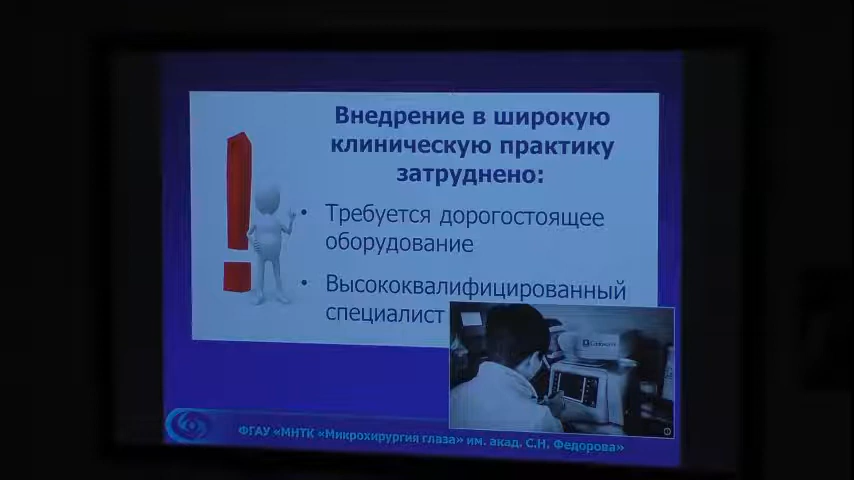 Внедрение в широкую
клиническую практику
затруднено:
• Требуется дорогостоящее
оборудование
• Высококвалифицированный
специалист
ФГАУ «МНТК «Микрохирургия глаза» им. акад. С.Н. Федорова»